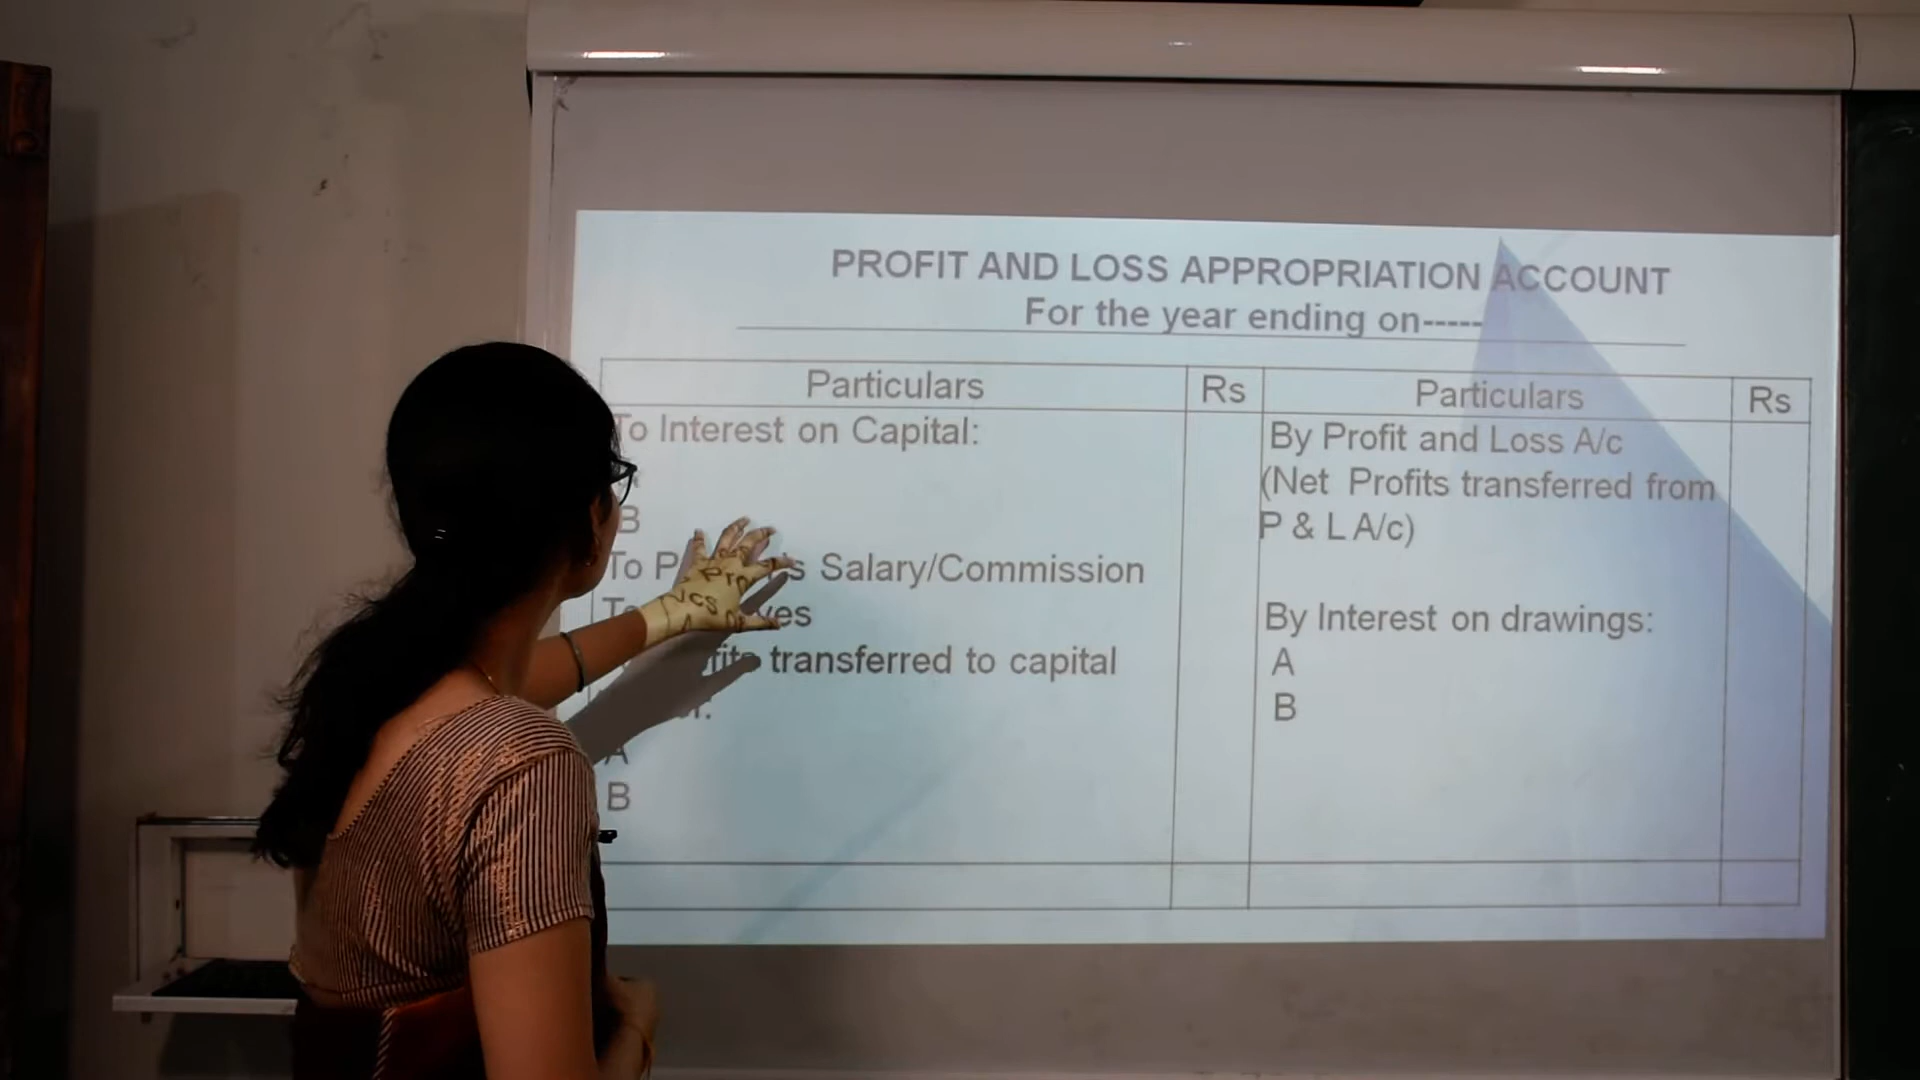 PROFIT AND LOSS APPROPRIATION ACCOUNT
For the year ending on-----
Particulars Rs Particulars Rs
To Interest on Capital:
B
To Salary/Commission
transferred to capital
A
B
By Profit and Loss A/c
(Net Profits transferred from
P & L A/c)
By Interest on drawings:
A
B